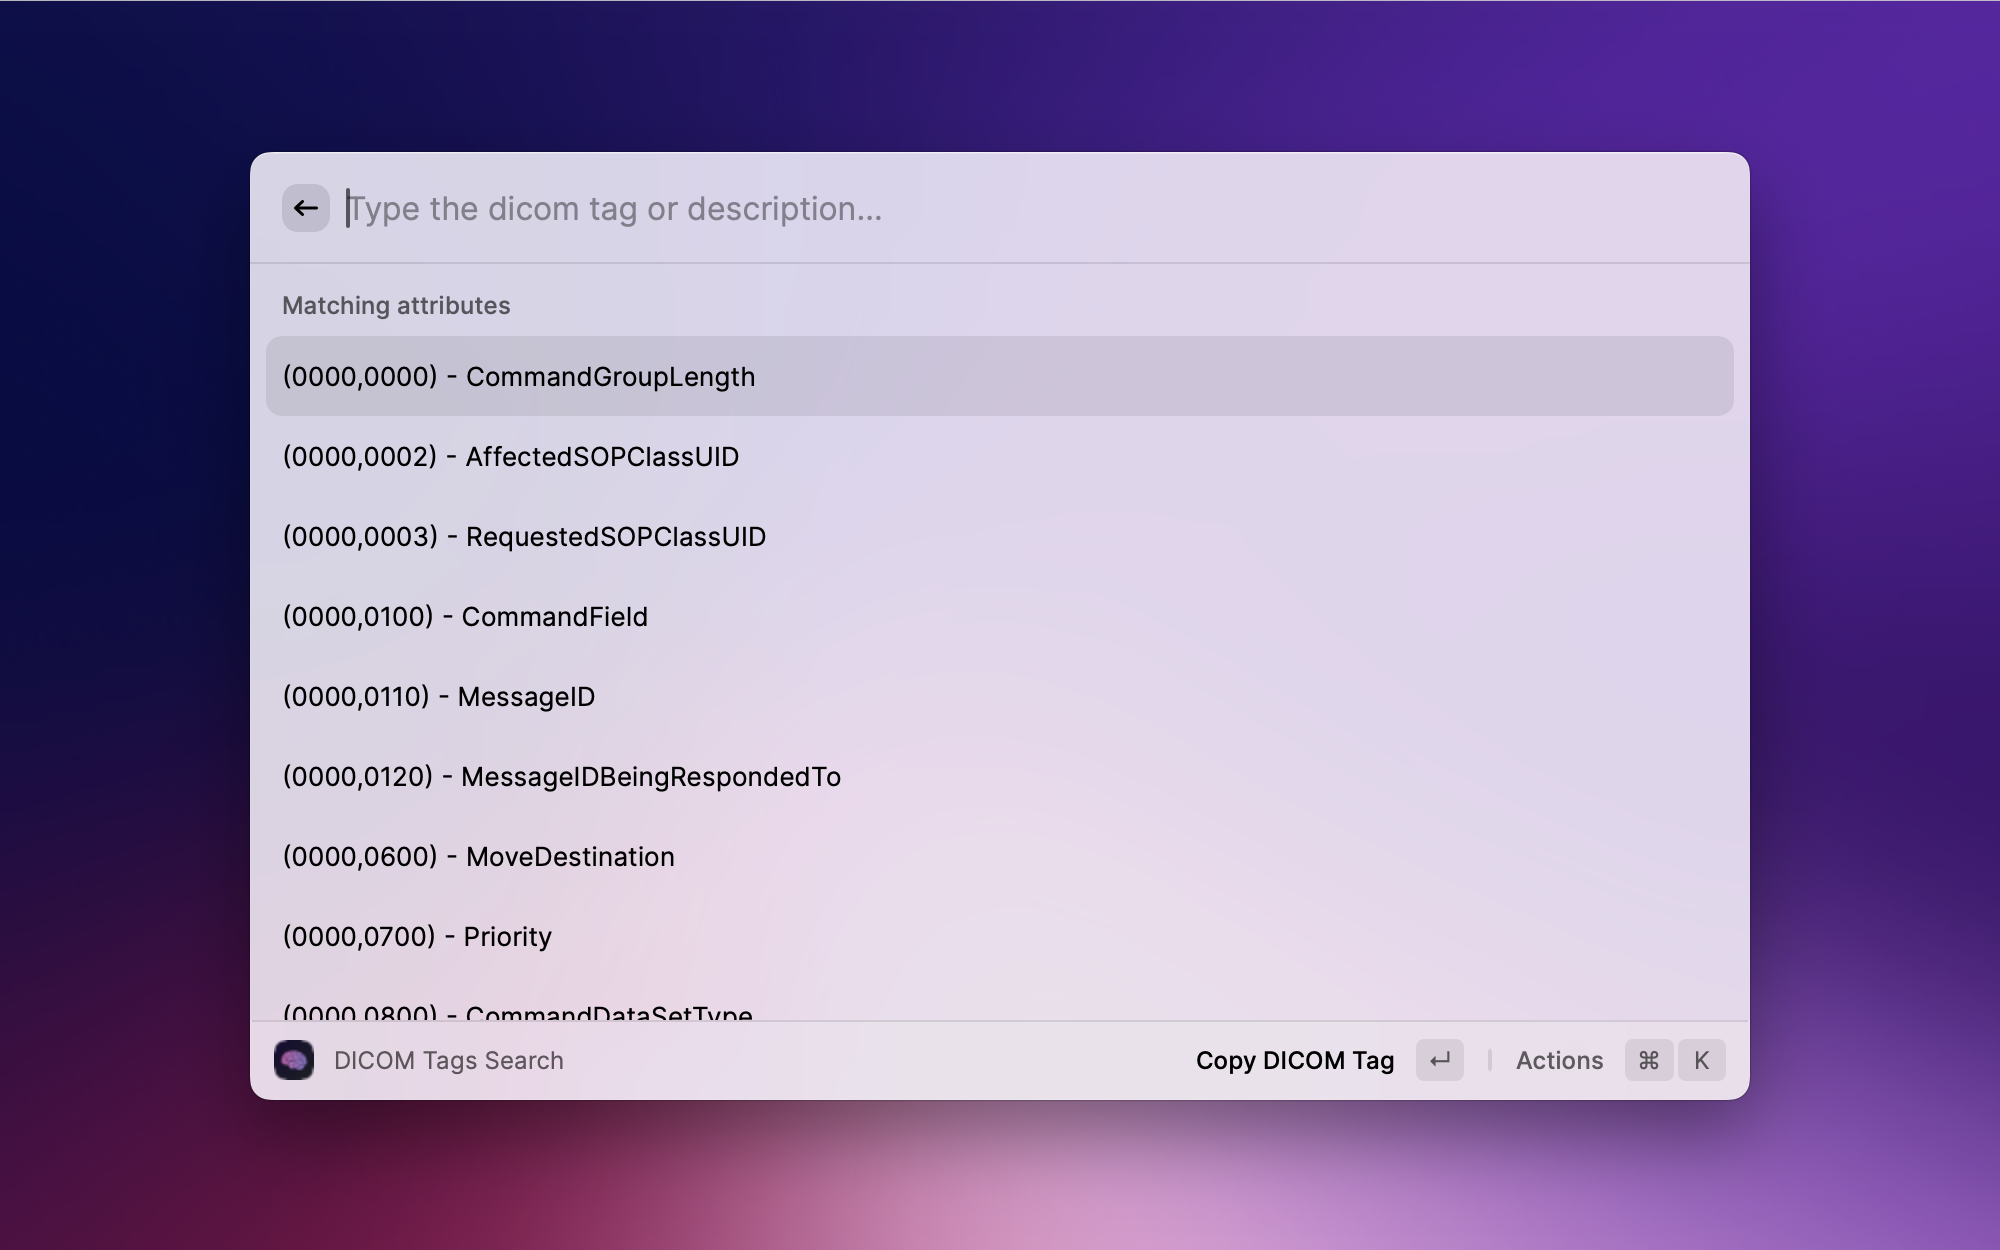 Type the dicom tag or description...
Matching attributes
(0000,0000) - CommandGroupLength
(0000,0002) - AffectedSOPClassUID
(0000,0003) - RequestedSOPClassUID
(0000,0100) - CommandField
(0000,0110) - MessageID
(0000,0120) - MessageIDBeingRespondedTo
(0000,0600) - MoveDestination
(0000,0700) - Priority
(0000,0800) - CommandDataSetType
DICOM Tags Search Copy DICOM Tag ↵ | Actions ⌘ K